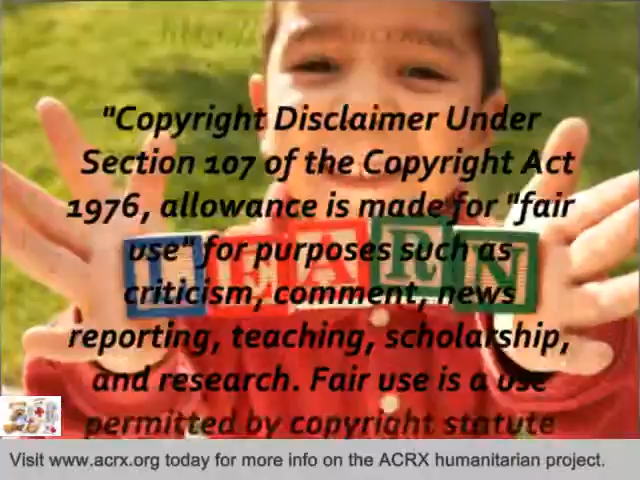 "Copyright Disclaimer Under
Section 107 of the Copyright Act
1976, allowance is made for "fair
use" for purposes such as
LEARN
criticism, comment, news
reporting, teaching, scholarship,
and research. Fair use is a use
permitted by copyright statute
Visit www.acrx.org today for more info on the ACRX humanitarian project.